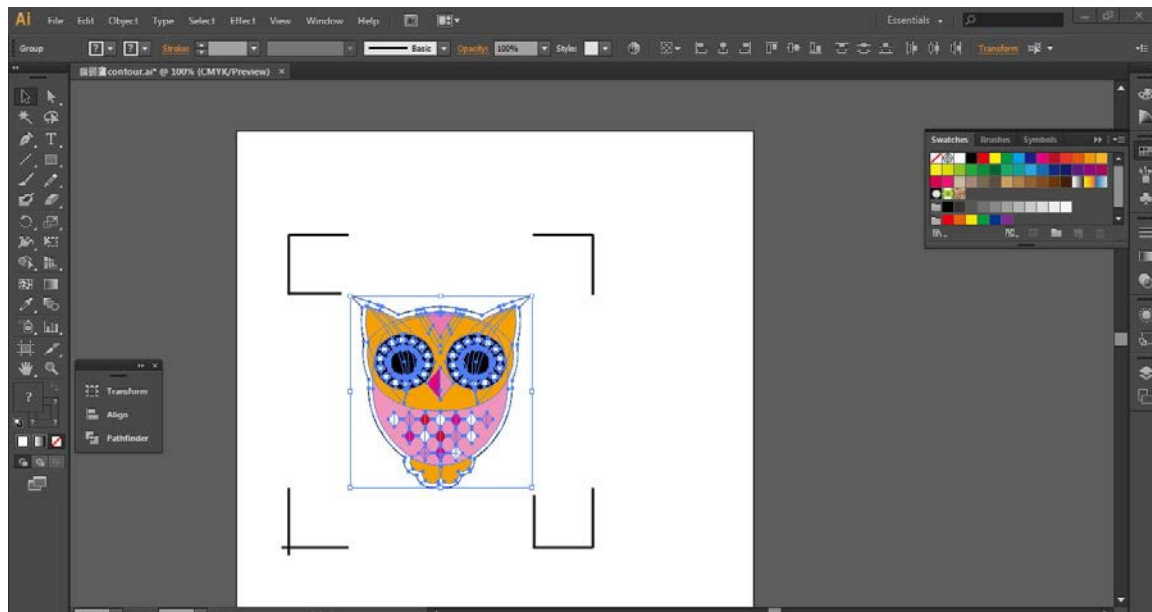 Ai File Edit Object Type Select Effect View Window Help Essentials
Group ? ? Stroke: Basic Opacity: 100% Style: Transform
contour.ai* @ 100% (CMYK/Preview) ×
Swatches Brushes Symbols
Transform
Align
Pathfinder
?